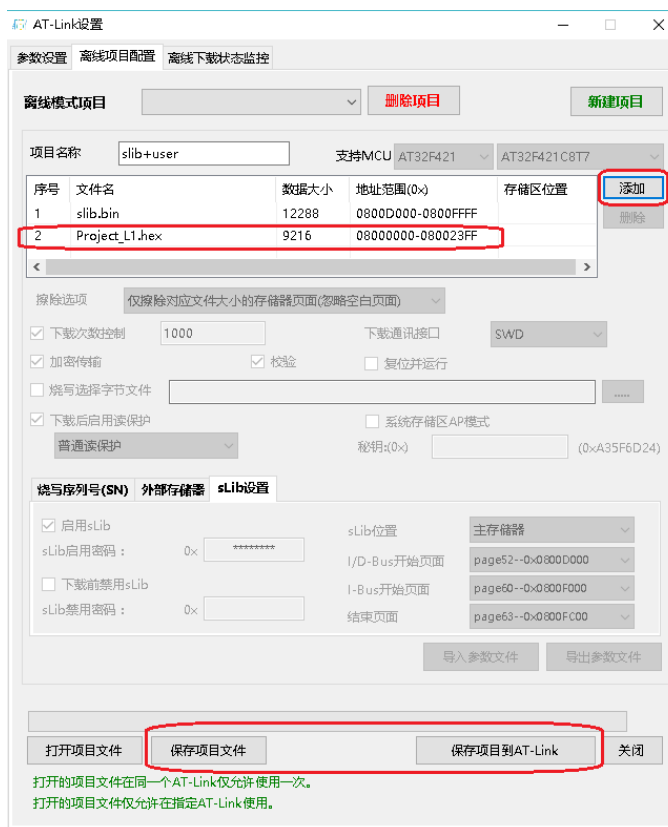 AT-Link设置
参数设置 离线项目配置 离线下载状态监控
离线模式项目 删除项目 新建项目
项目名称 slib+user 支持MCU AT32F421 AT32F421C8T7
序号 文件名 数据大小 地址范围(0x) 存储区位置 添加
1 slib.bin 12288 0800D000-0800FFFF 删除
2 Project_L1.hex 9216 08000000-080023FF
擦除选项 仅擦除对应文件大小的存储器页面(忽略空白页面)
下载次数控制 1000 下载通讯接口 SWD
加密传输 校验 复位并运行
烧写选择字节文件 .....
下载后启用读保护 系统存储区AP模式
普通读保护 秘钥:(0x) (0xA35F6D24)
烧写序列号(SN) 外部存储器 sLib设置
启用sLib sLib位置 主存储器
sLib启用密码： 0x ******** I/D-Bus开始页面 page52--0x0800D000
下载前禁用sLib I-Bus开始页面 page60--0x0800F000
sLib禁用密码： 0x 结束页面 page63--0x0800FC00
导入参数文件 导出参数文件
打开项目文件 保存项目文件 保存项目到AT-Link 关闭
打开的项目文件在同一个AT-Link仅允许使用一次。
打开的项目文件仅允许在指定AT-Link使用。